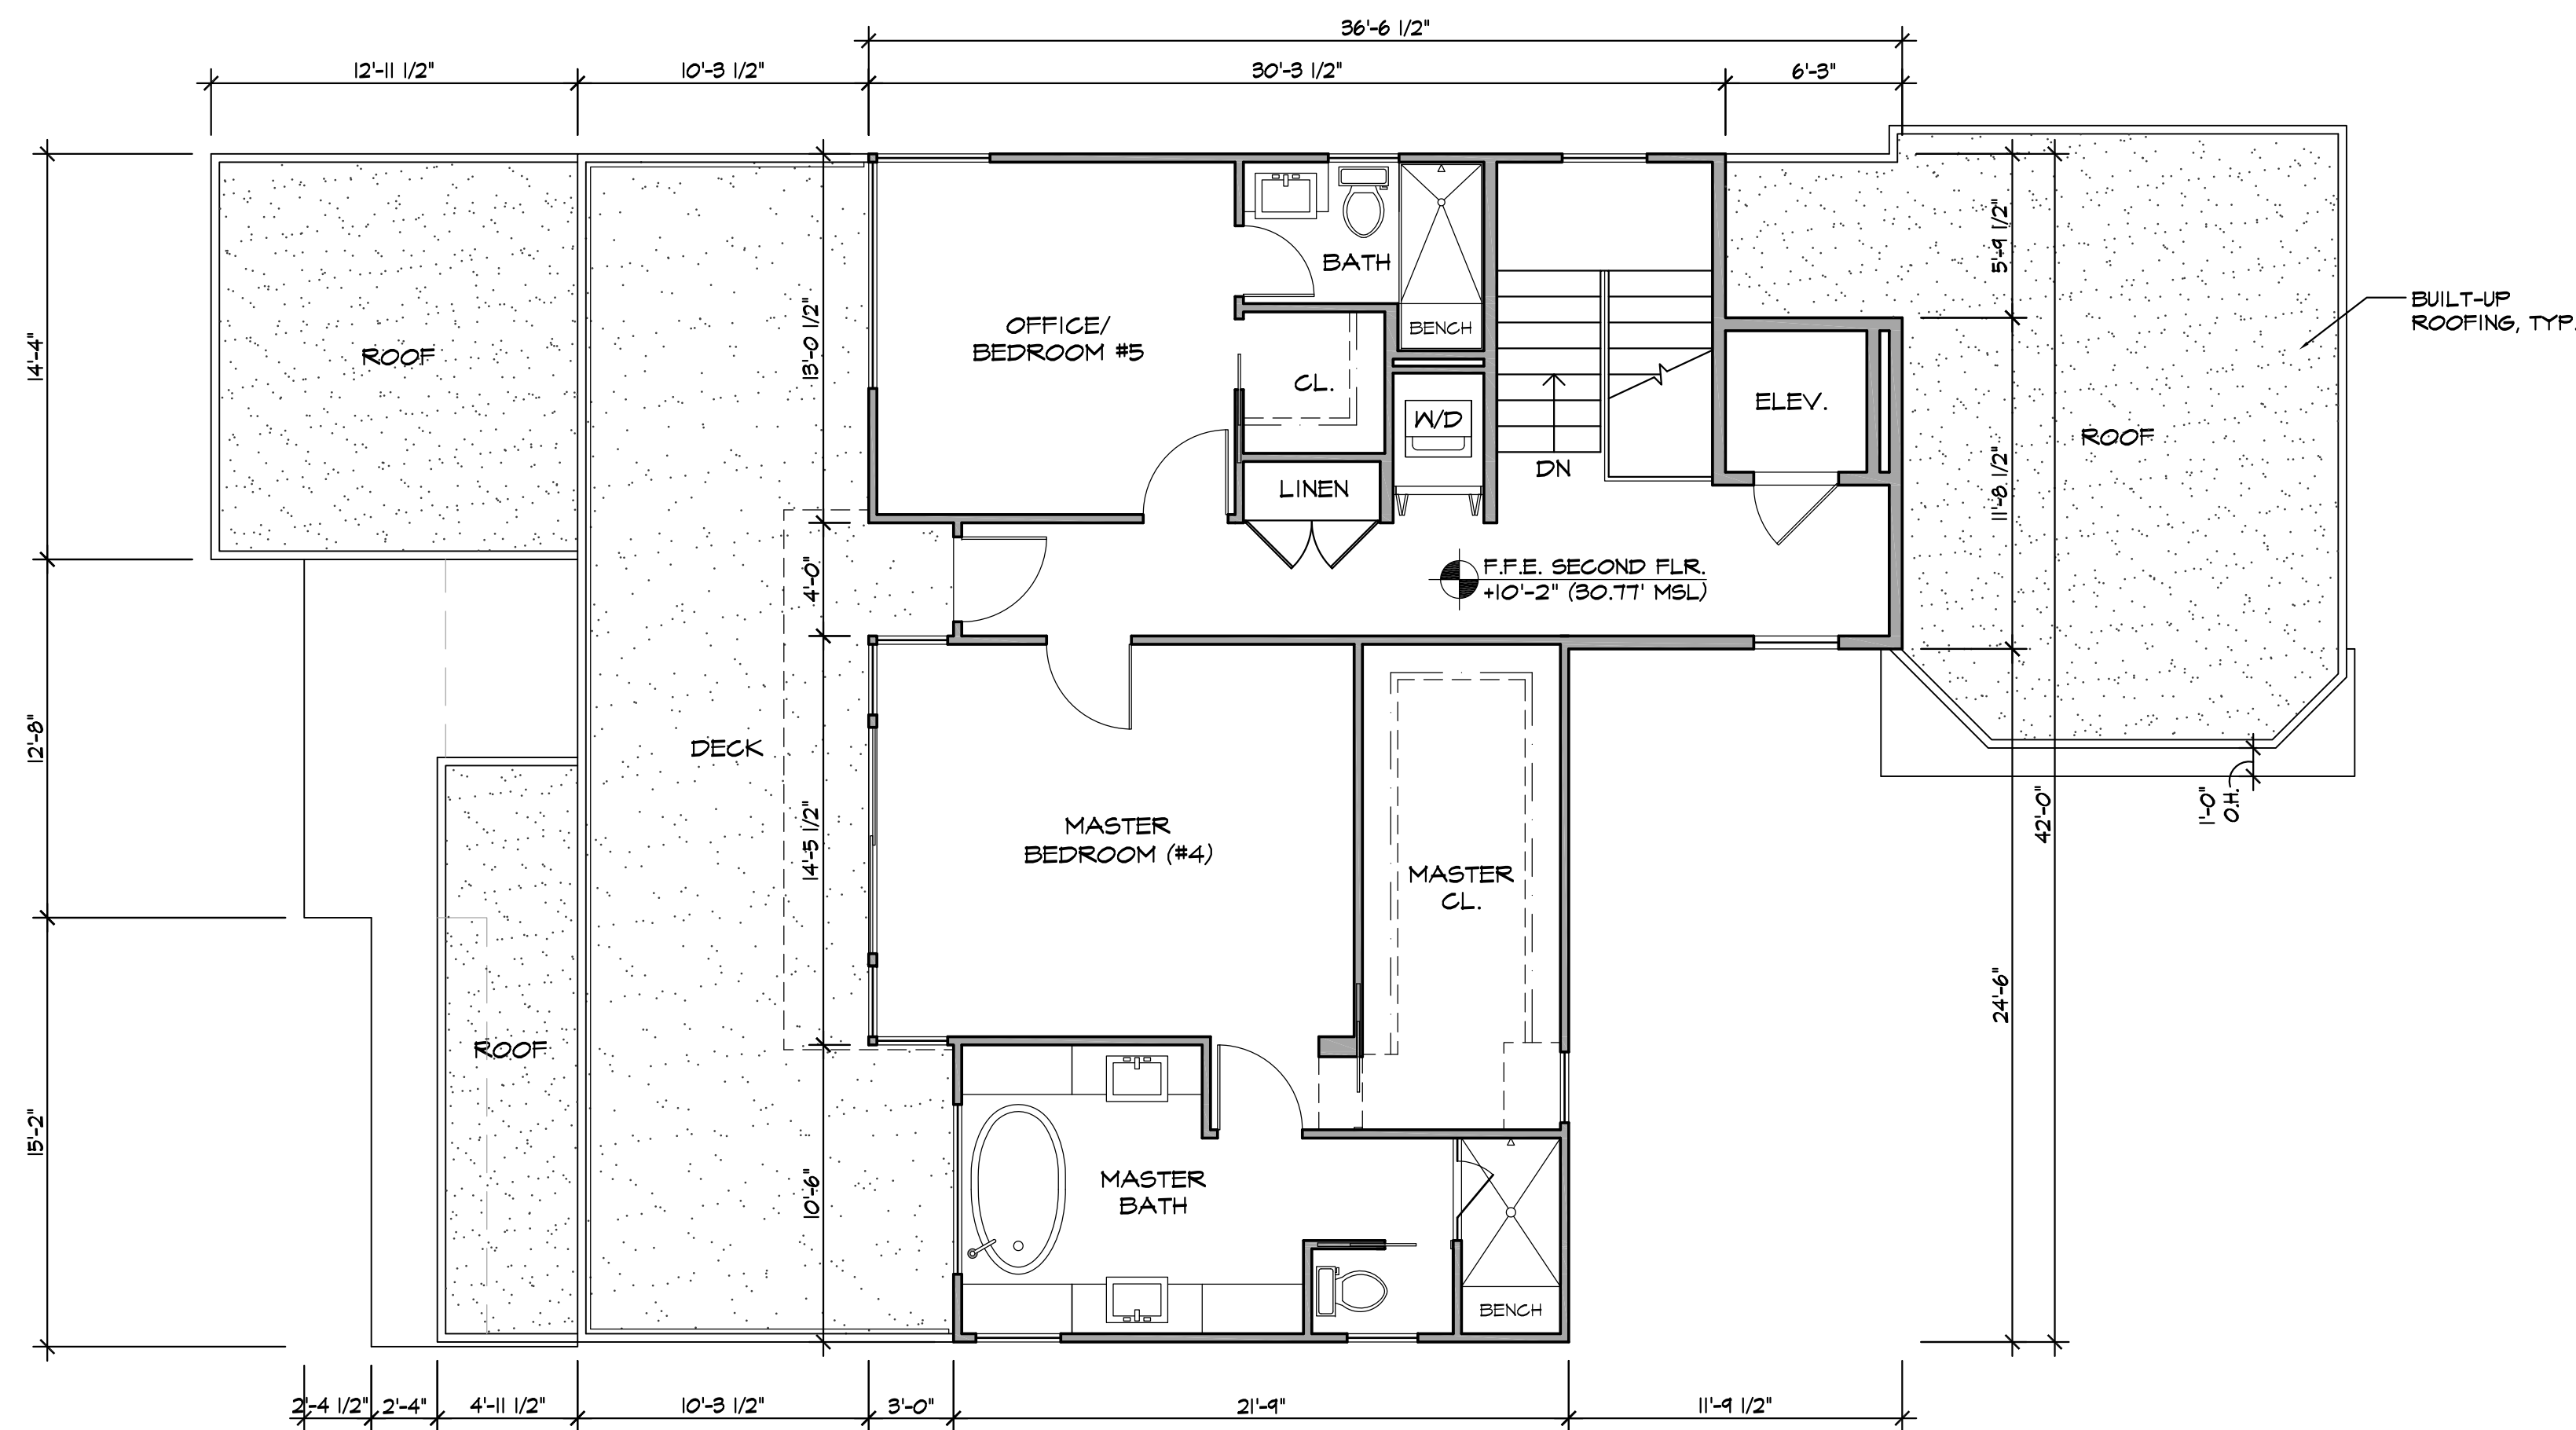 36'-6 1/2"
12'-11 1/2"
10'-3 1/2"
30'-3 1/2"
6'-3"
14'-4"
12'-8"
15'-2"
ROOF
ROOF
DECK
13'-0 1/2"
4'-0"
14'-5 1/2"
10'-6"
OFFICE/
BEDROOM #5
BATH
BENCH
CL.
W/D
LINEN
DN
ELEV.
F.F.E. SECOND FLR.
+10'-2" (30.77' MSL)
MASTER
BEDROOM (#4)
MASTER
CL.
MASTER
BATH
BENCH
5'-9 1/2"
11'-8 1/2"
24'-6"
42'-0"
ROOF
BUILT-UP
ROOFING, TYP.
1'-0"
O.H.
2'-4 1/2"
2'-4"
4'-11 1/2"
10'-3 1/2"
3'-0"
21'-9"
11'-9 1/2"